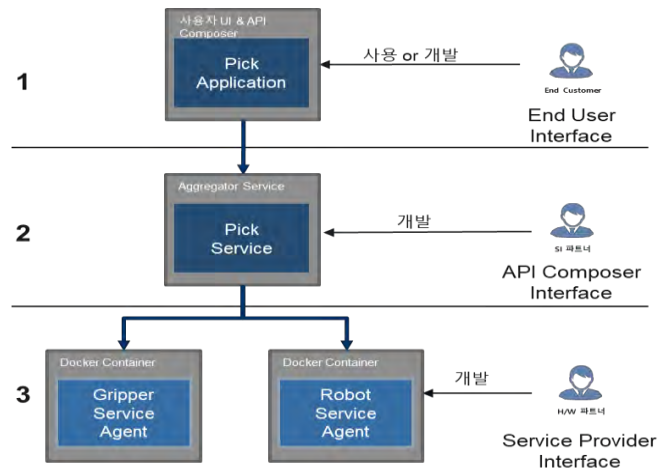 사용자 UI & API
Composer
Pick
Application
사용 or 개발
End Customer
1
End User
Interface
Aggregator Service
Pick
Service
개발
SI 파트너
2
API Composer
Interface
Docker Container
Gripper
Service
Agent
Docker Container
Robot
Service
Agent
개발
H/W 파트너
3
Service Provider
Interface